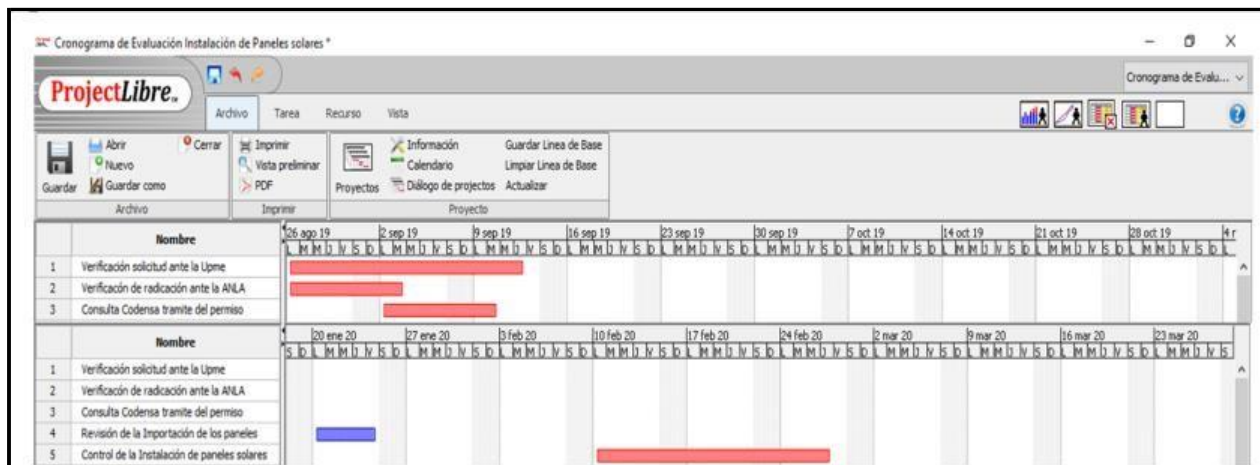 Cronograma de Evaluación Instalación de Paneles solares *
Cronograma de Evalu...
ProjectLibre
Archivo Tarea Recurso Vista
Guardar
Abrir
Nuevo
Guardar como
Cerrar
Archivo
Imprimir
Vista preliminar
PDF
Imprimir
Proyectos
Información
Calendario
Diálogo de projectos
Guardar Linea de Base
Limpiar Linea de Base
Actualizar
Proyecto
Nombre
26 ago 19 2 sep 19 9 sep 19 16 sep 19 23 sep 19 30 sep 19 7 oct 19 14 oct 19 21 oct 19 28 oct 19 4 r
L M M J V S D L M M J V S D L M M J V S D L M M J V S D L M M J V S D L M M J V S D L M M J V S D L M M J V S D L M M J V S D L M M J V S D L
1 Verificación solicitud ante la Upme
2 Verificacón de radicación ante la ANLA
3 Consulta Codensa tramite del permiso
Nombre
20 ene 20 27 ene 20 3 feb 20 10 feb 20 17 feb 20 24 feb 20 2 mar 20 9 mar 20 16 mar 20 23 mar 20
S D L M M J V S D L M M J V S D L M M J V S D L M M J V S D L M M J V S D L M M J V S D L M M J V S D L M M J V S D L M M J V S D L M M J V S
1 Verificación solicitud ante la Upme
2 Verificacón de radicación ante la ANLA
3 Consulta Codensa tramite del permiso
4 Revisión de la Importación de los paneles
5 Control de la Instalación de paneles solares